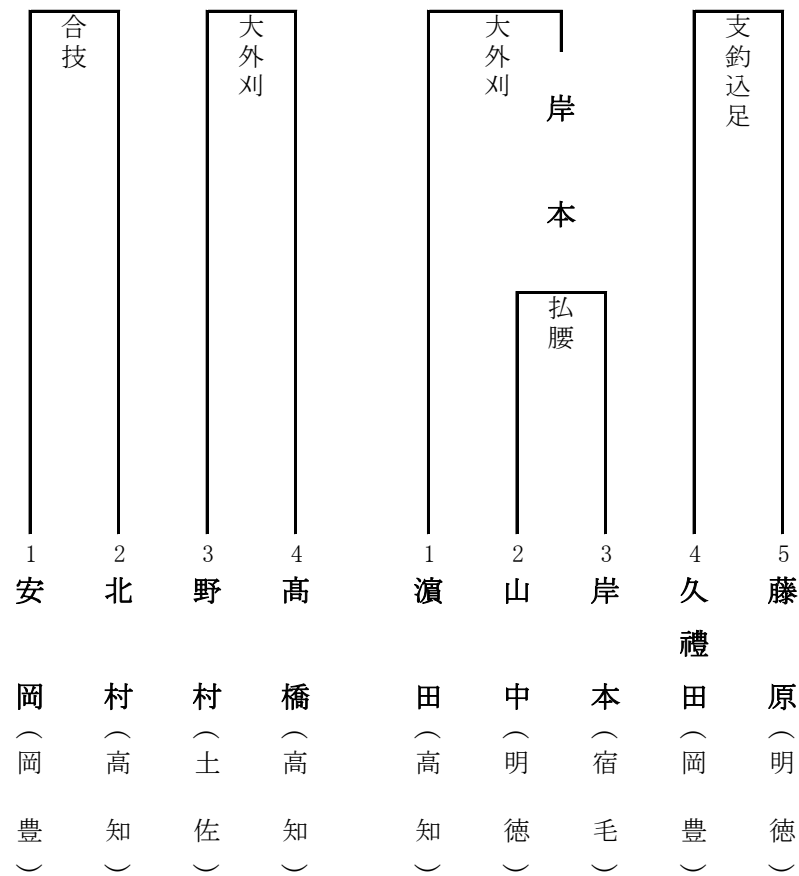 合技
大外刈
大外刈
支釣込足
岸本
払腰
1 2 3 4 1 2 3 4 5
安岡(岡豊)
北村(高知)
野村(土佐)
髙橋(高知)
濵田(高知)
山中(明徳)
岸本(宿毛)
久禮田(岡豊)
藤原(明徳)